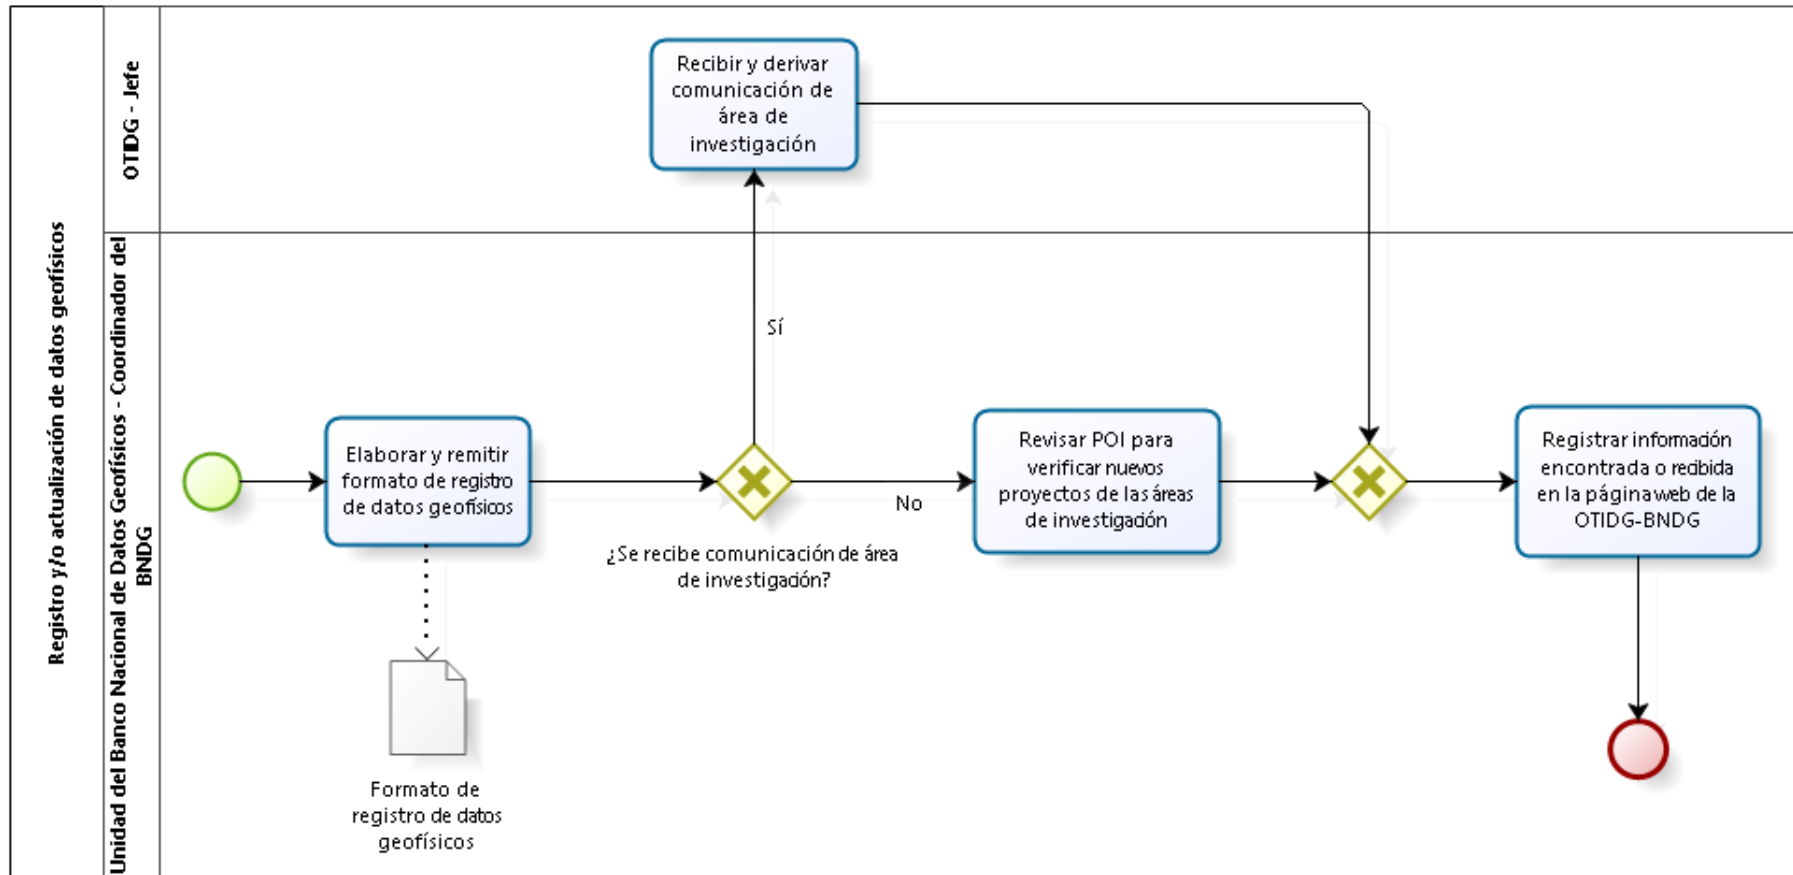 Registro y/o actualización de datos geofísicos
OTIDG - Jefe
Recibir y derivar
comunicación de
área de
investigación
Unidad del Banco Nacional de Datos Geofísicos - Coordinador del
BNDG
Elaborar y remitir
formato de registro
de datos geofísicos
Formato de
registro de datos
geofísicos
¿Se recibe comunicación de área
de investigación?
Sí
No
Revisar POI para
verificar nuevos
proyectos de las áreas
de investigación
Registrar información
encontrada o recibida
en la página web de la
OTIDG-BNDG